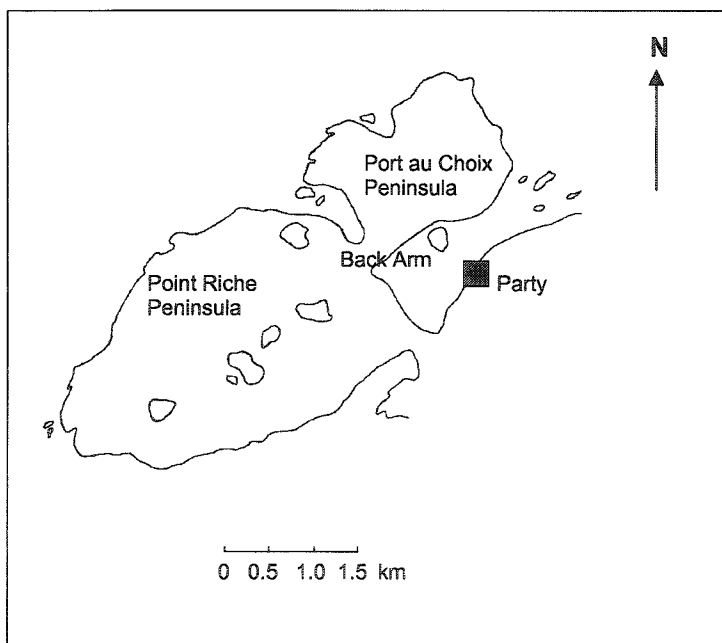 N
Port au Choix
Peninsula
Back Arm
Point Riche
Peninsula
Party
0 0.5 1.0 1.5 km